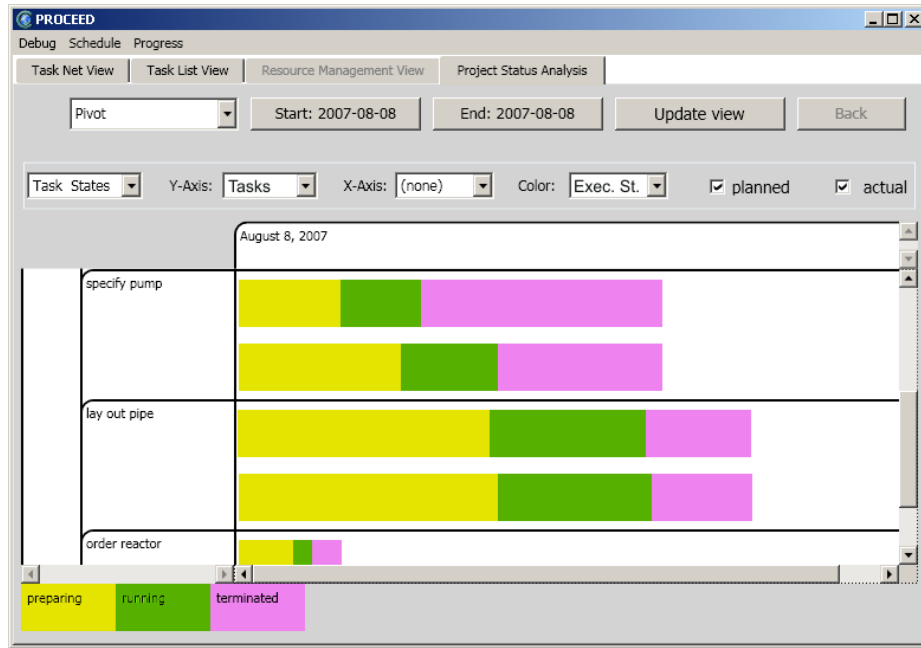 PROCEED
Debug Schedule Progress
Task Net View Task List View Resource Management View Project Status Analysis
Pivot Start: 2007-08-08 End: 2007-08-08 Update view Back
Task States Y-Axis: Tasks X-Axis: (none) Color: Exec. St. planned actual
August 8, 2007
specify pump
lay out pipe
order reactor
preparing running terminated